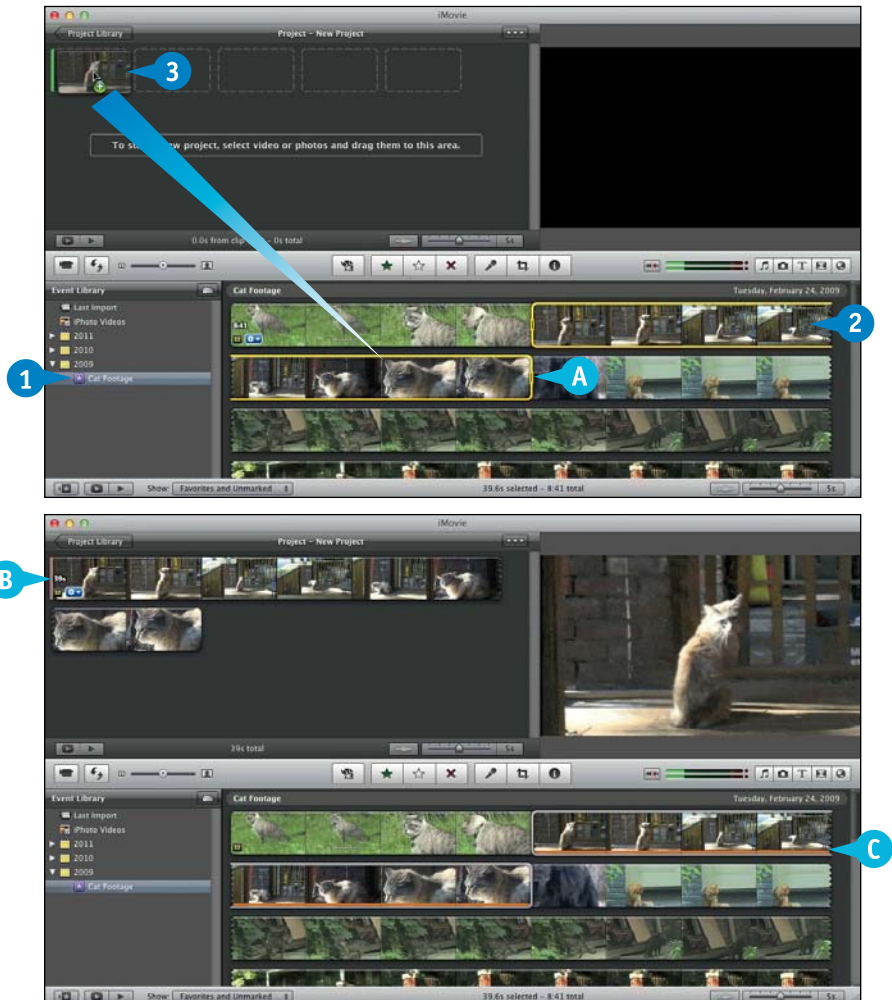 iMovie
Project Library
Project – New Project
3
To st w project, select video or photos and drag them to this area.
0.0s from clip – 0s total
5s
Event Library
Cat Footage
Tuesday, February 24, 2009
Last Import
iPhoto Videos
2011
2010
2009
Cat Footage
8:41
2
1
A
Show: Favorites and Unmarked
39.6s selected – 8:41 total
5s
iMovie
Project Library
Project – New Project
B
39s
39s total
5s
Event Library
Cat Footage
Tuesday, February 24, 2009
Last Import
iPhoto Videos
2011
2010
2009
Cat Footage
C
Show: Favorites and Unmarked
39.6s selected – 8:41 total
5s